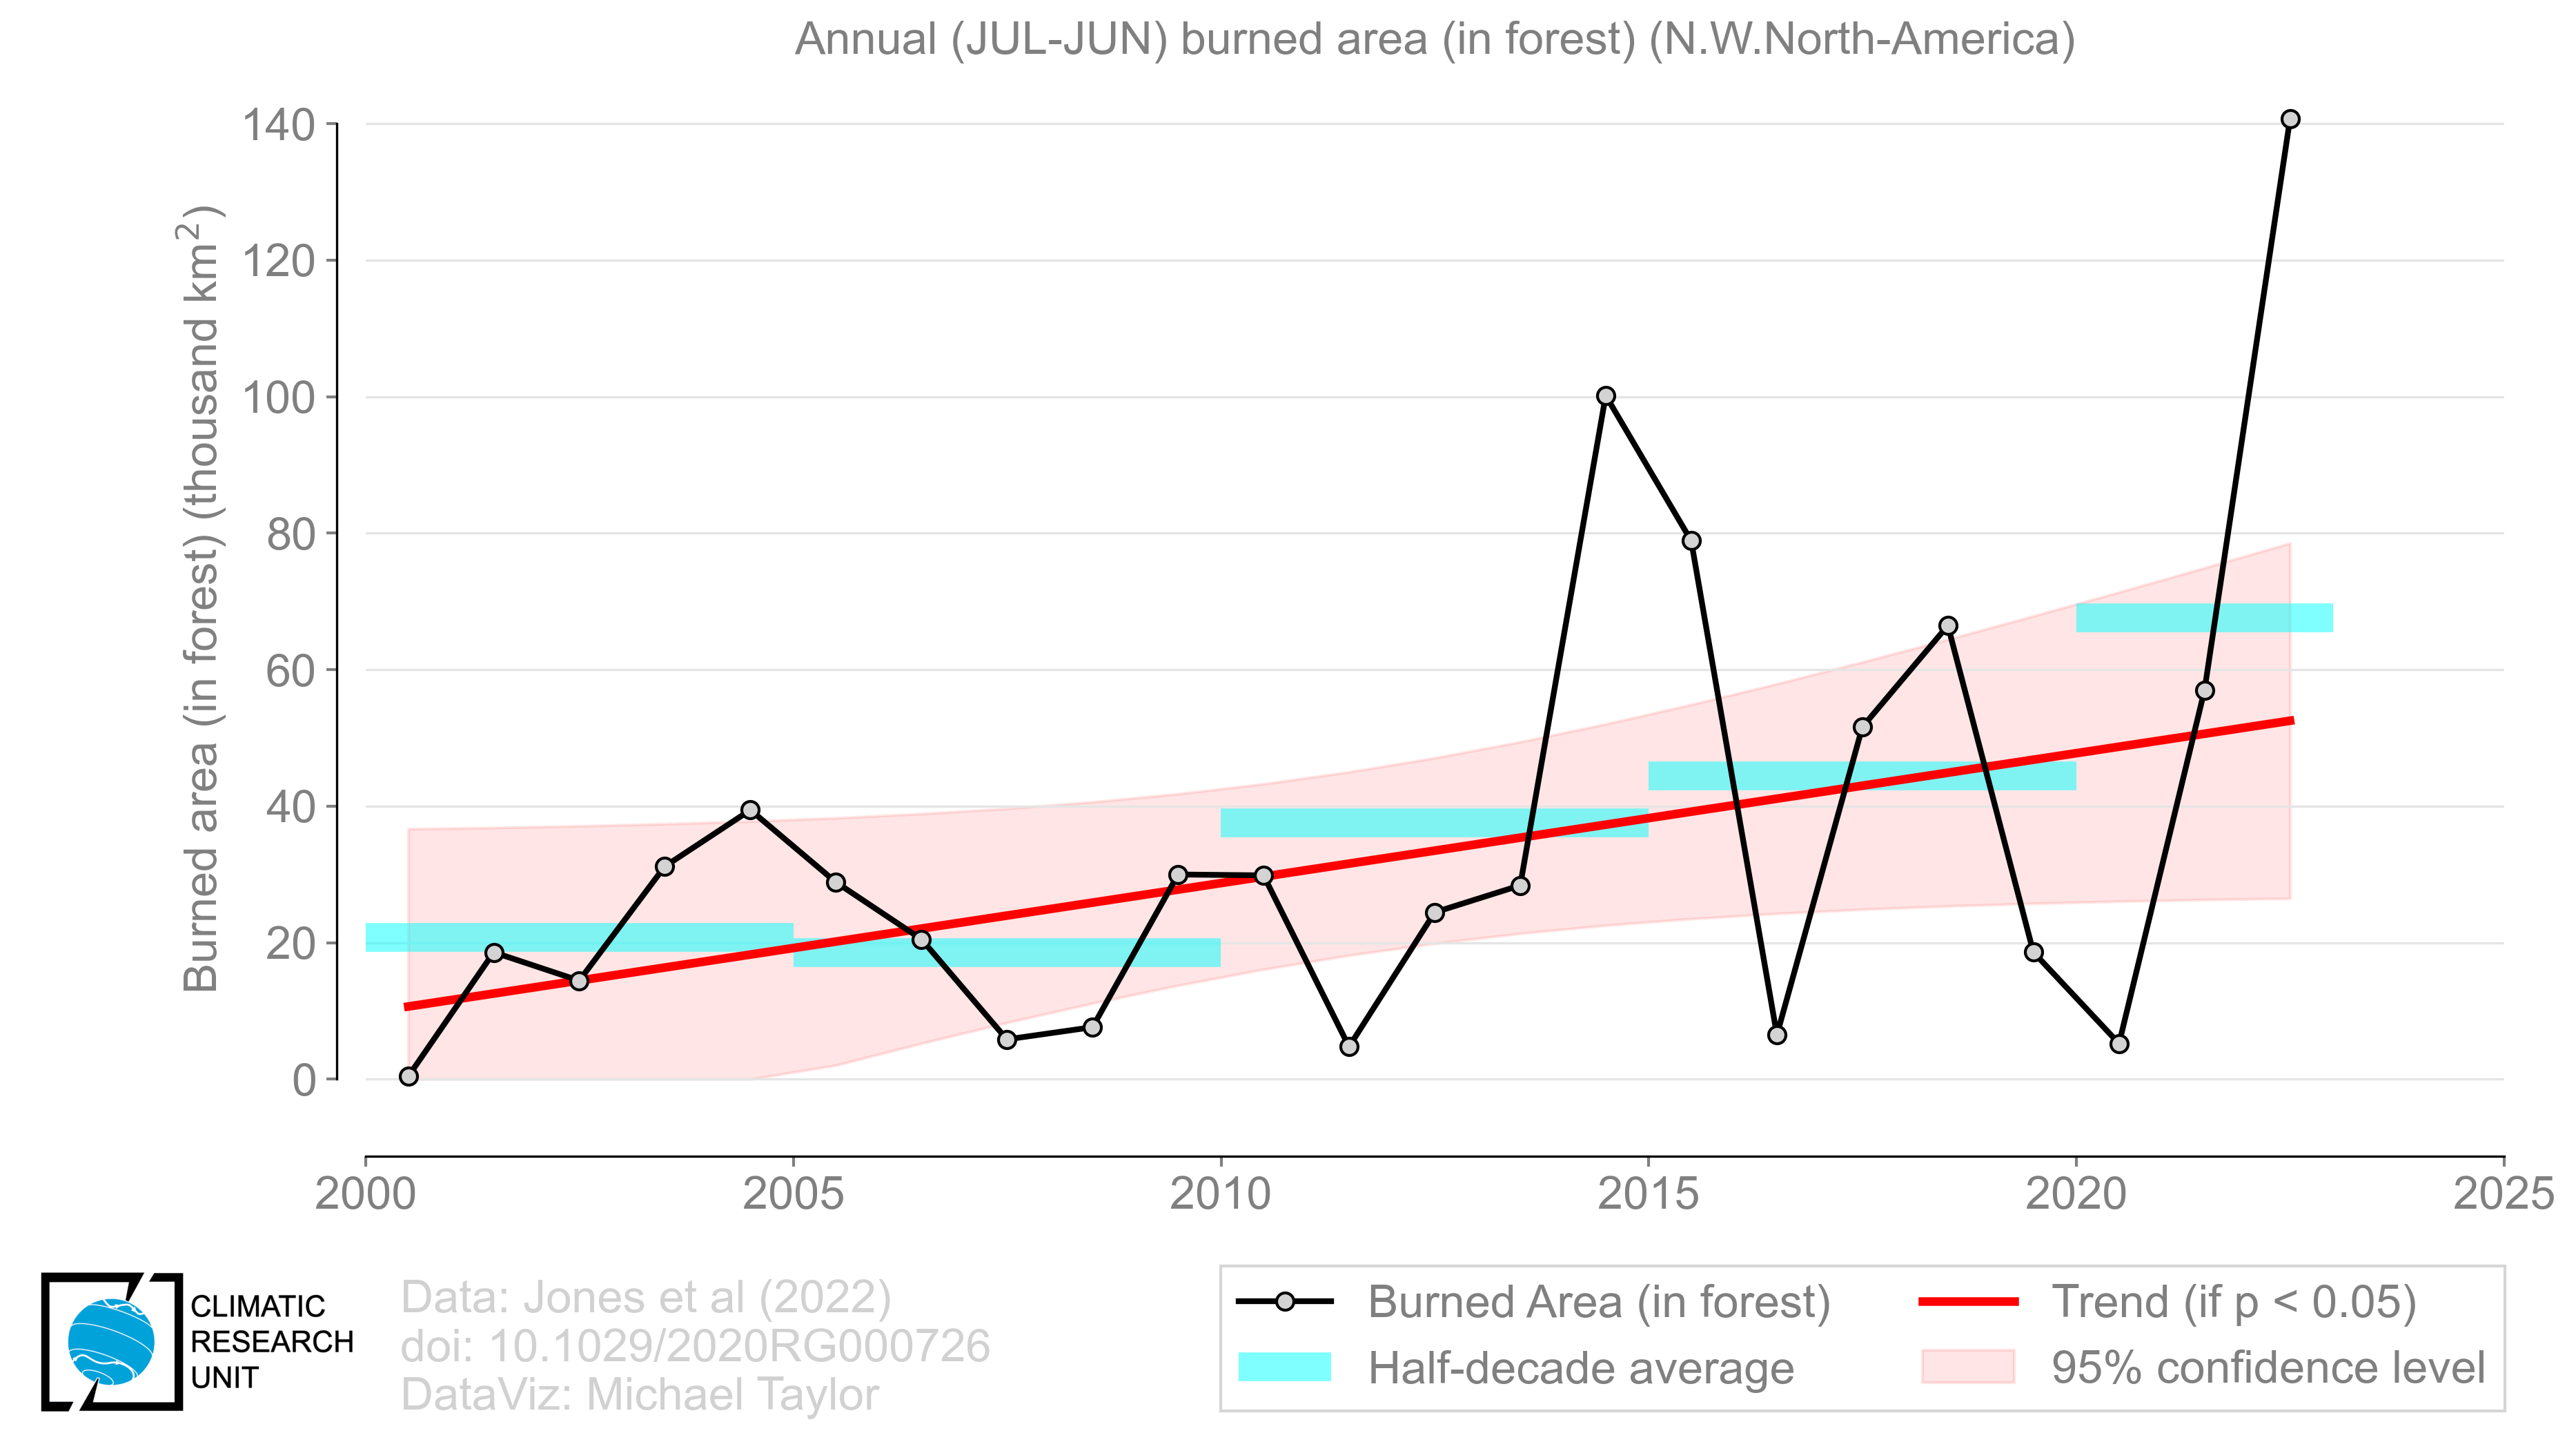 Annual (JUL-JUN) burned area (in forest) (N.W.North-America)
Burned area (in forest) (thousand km²)
140
120
100
80
60
40
20
0
2000 2005 2010 2015 2020 2025
CLIMATIC
RESEARCH
UNIT
Data: Jones et al (2022)
doi: 10.1029/2020RG000726
DataViz: Michael Taylor
Burned Area (in forest)
Half-decade average
Trend (if p < 0.05)
95% confidence level